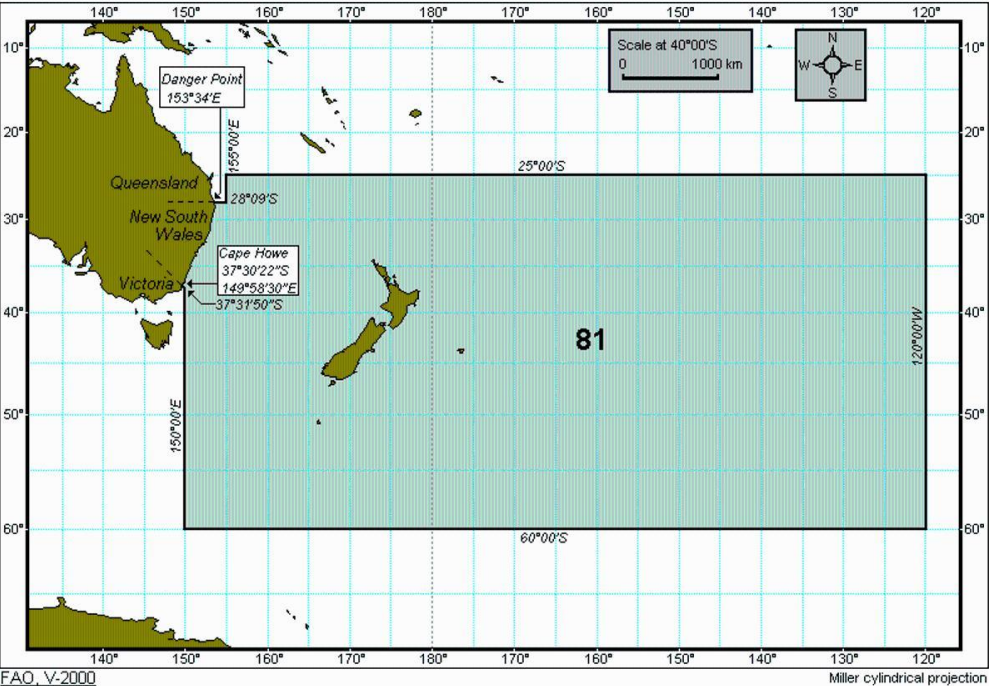 140° 150° 160° 170° 180° 170° 160° 150° 140° 130° 120°
10° 10°
Scale at 40°00'S
0 1000 km
N
W E
S
Danger Point
153°34'E
155°00'E
20° 20°
25°00'S
Queensland
28°09'S
30° 30°
New South
Wales
Cape Howe
37°30'22"S
149°58'30"E
Victoria
37°31'50"S
40° 40°
81
120°00'W
150°00'E
50° 50°
60° 60°
60°00'S
140° 150° 160° 170° 180° 170° 160° 150° 140° 130° 120°
FAO, V-2000
Miller cylindrical projection